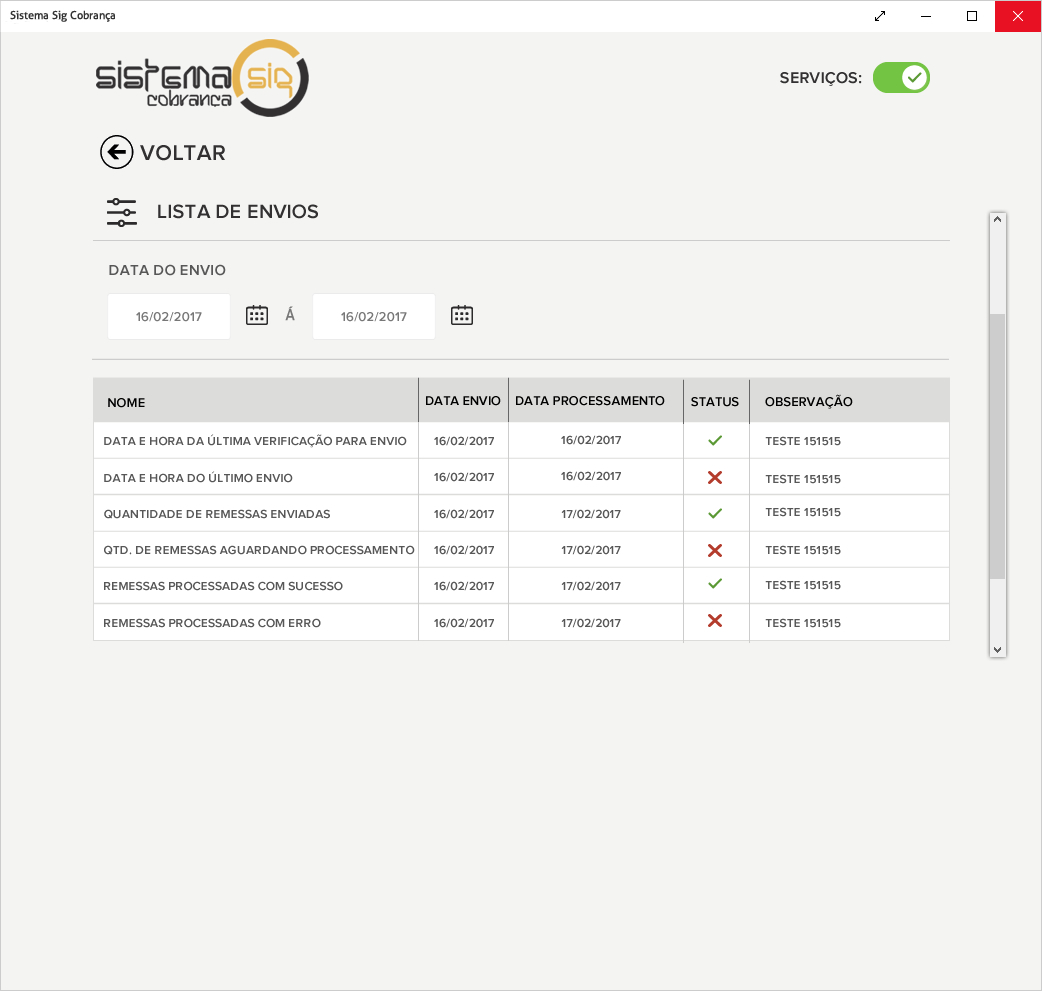 Sistema Sig Cobrança
sistema sig
cobranca
SERVIÇOS:
VOLTAR
LISTA DE ENVIOS
DATA DO ENVIO
16/02/2017 Á 16/02/2017
NOME DATA ENVIO DATA PROCESSAMENTO STATUS OBSERVAÇÃO
DATA E HORA DA ÚLTIMA VERIFICAÇÃO PARA ENVIO 16/02/2017 16/02/2017 TESTE 151515
DATA E HORA DO ÚLTIMO ENVIO 16/02/2017 16/02/2017 TESTE 151515
QUANTIDADE DE REMESSAS ENVIADAS 16/02/2017 17/02/2017 TESTE 151515
QTD. DE REMESSAS AGUARDANDO PROCESSAMENTO 16/02/2017 17/02/2017 TESTE 151515
REMESSAS PROCESSADAS COM SUCESSO 16/02/2017 17/02/2017 TESTE 151515
REMESSAS PROCESSADAS COM ERRO 16/02/2017 17/02/2017 TESTE 151515